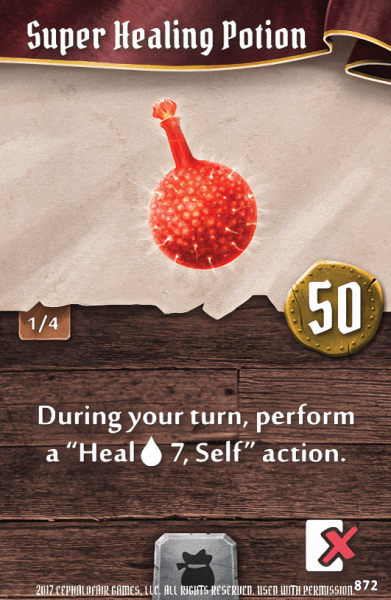 Super Healing Potion
50
1/4
During your turn, perform
a “Heal 7, Self” action.
2017 CEPHALOFAIR GAMES, LLC. ALL RIGHTS RESERVED. USED WITH PERMISSION.
872